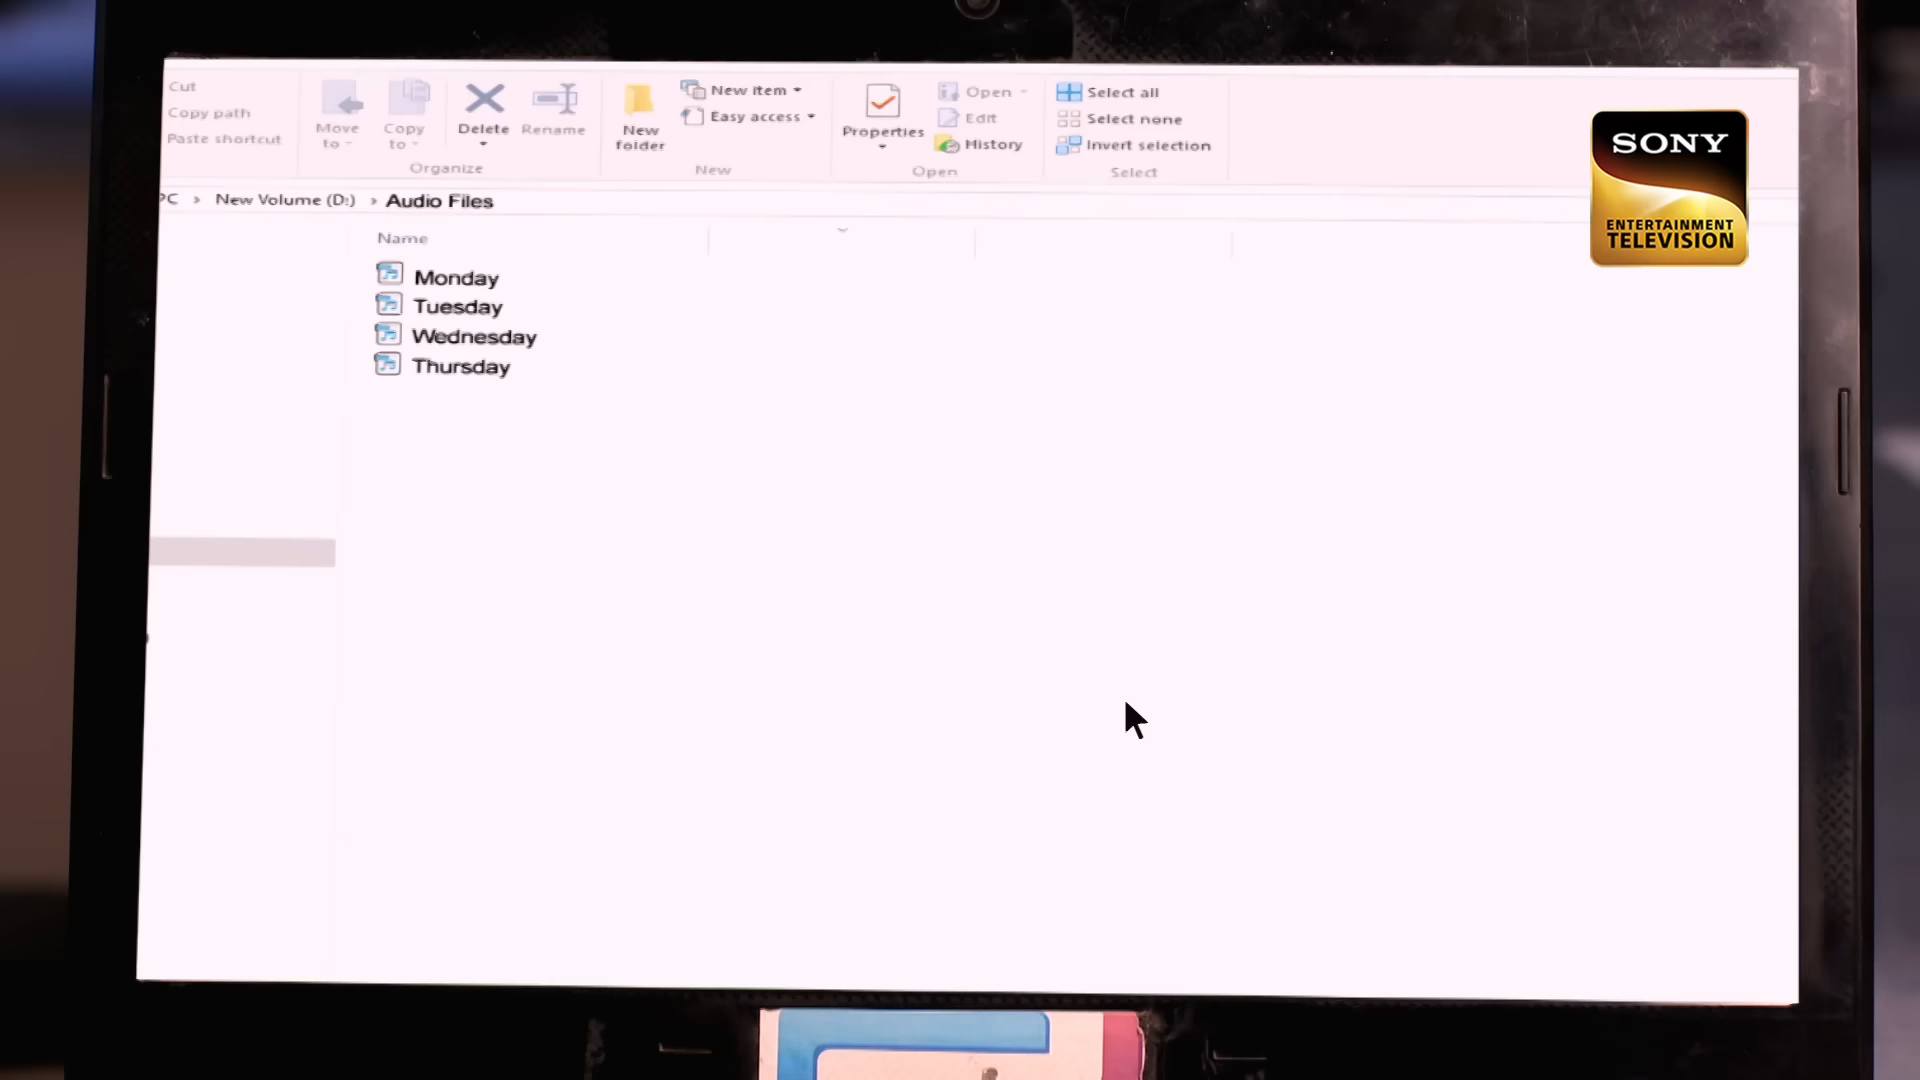 Cut
Copy path
Paste shortcut
Move to
Copy to
Delete
Rename
Organize
New folder
New item
Easy access
New
Properties
Open
Edit
History
Open
Select all
Select none
Invert selection
Select
SONY
ENTERTAINMENT
TELEVISION
PC > New Volume (D:) > Audio Files
Name
Monday
Tuesday
Wednesday
Thursday